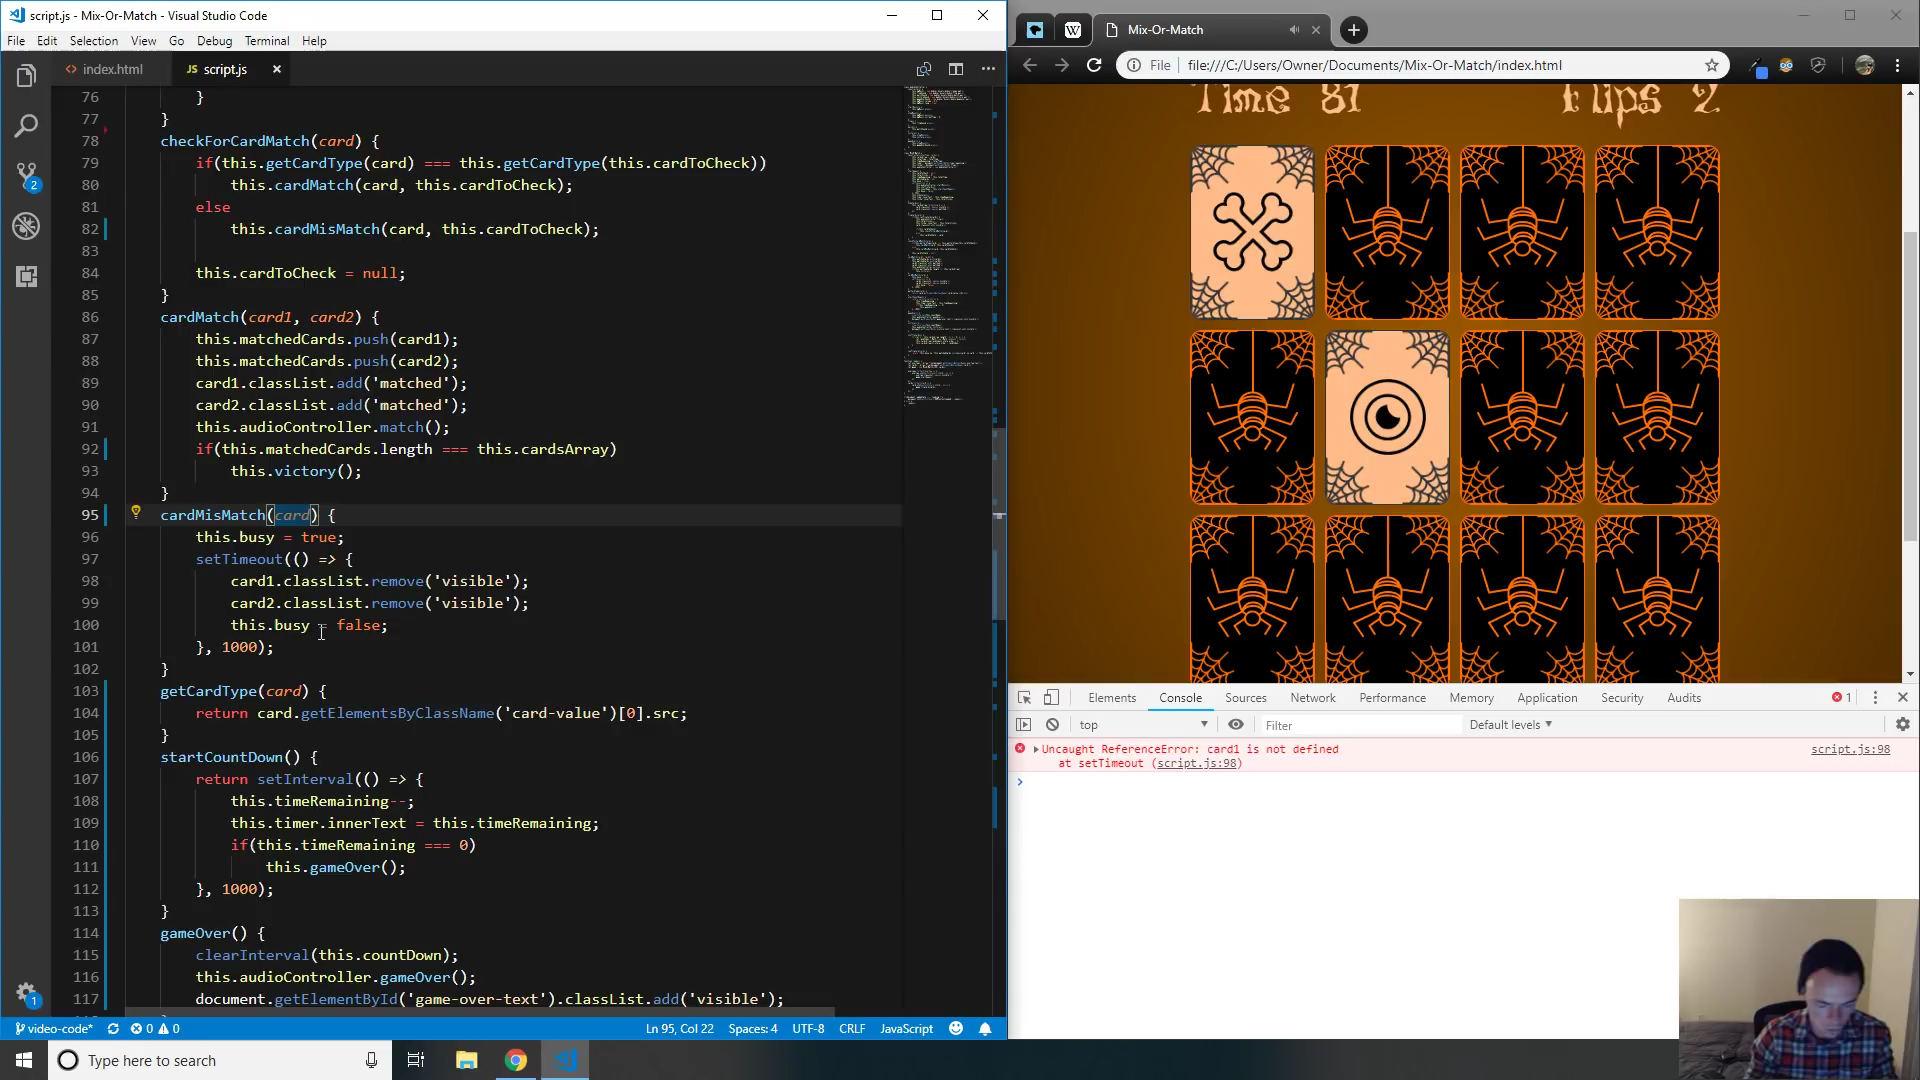 script.js - Mix-Or-Match - Visual Studio Code
File Edit Selection View Go Debug Terminal Help
<> index.html JS script.js ×
76 }
77 }
78 checkForCardMatch(card) {
79 if(this.getCardType(card) === this.getCardType(this.cardToCheck))
80 this.cardMatch(card, this.cardToCheck);
81 else
82 this.cardMisMatch(card, this.cardToCheck);
83
84 this.cardToCheck = null;
85 }
86 cardMatch(card1, card2) {
87 this.matchedCards.push(card1);
88 this.matchedCards.push(card2);
89 card1.classList.add('matched');
90 card2.classList.add('matched');
91 this.audioController.match();
92 if(this.matchedCards.length === this.cardsArray)
93 this.victory();
94 }
95 cardMisMatch(card) {
96 this.busy = true;
97 setTimeout(() => {
98 card1.classList.remove('visible');
99 card2.classList.remove('visible');
100 this.busy = false;
101 }, 1000);
102 }
103 getCardType(card) {
104 return card.getElementsByClassName('card-value')[0].src;
105 }
106 startCountDown() {
107 return setInterval(() => {
108 this.timeRemaining--;
109 this.timer.innerText = this.timeRemaining;
110 if(this.timeRemaining === 0)
111 this.gameOver();
112 }, 1000);
113 }
114 gameOver() {
115 clearInterval(this.countDown);
116 this.audioController.gameOver();
117 document.getElementById('game-over-text').classList.add('visible');
2
1
video-code* 0 0 Ln 95, Col 22 Spaces: 4 UTF-8 CRLF JavaScript
Type here to search
W Mix-Or-Match
File file:///C:/Users/Owner/Documents/Mix-Or-Match/index.html
Time 81 Flips 2
Elements Console Sources Network Performance Memory Application Security Audits 1
top Filter Default levels
Uncaught ReferenceError: card1 is not defined script.js:98
at setTimeout (script.js:98)